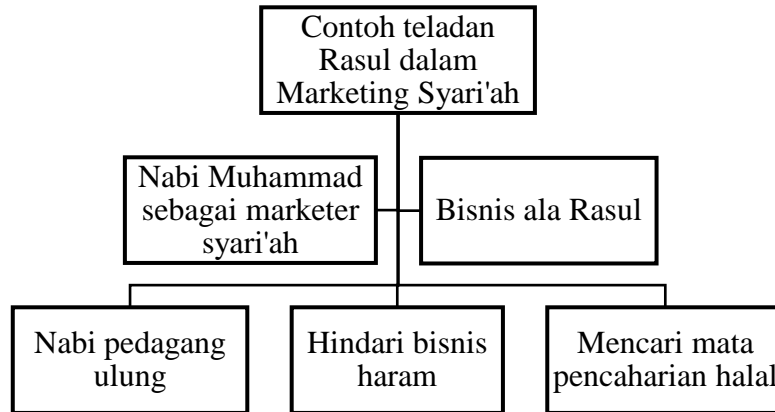 Contoh teladan
Rasul dalam
Marketing Syari'ah
Nabi Muhammad
sebagai marketer
syari'ah
Bisnis ala Rasul
Nabi pedagang
ulung
Hindari bisnis
haram
Mencari mata
pencaharian halal